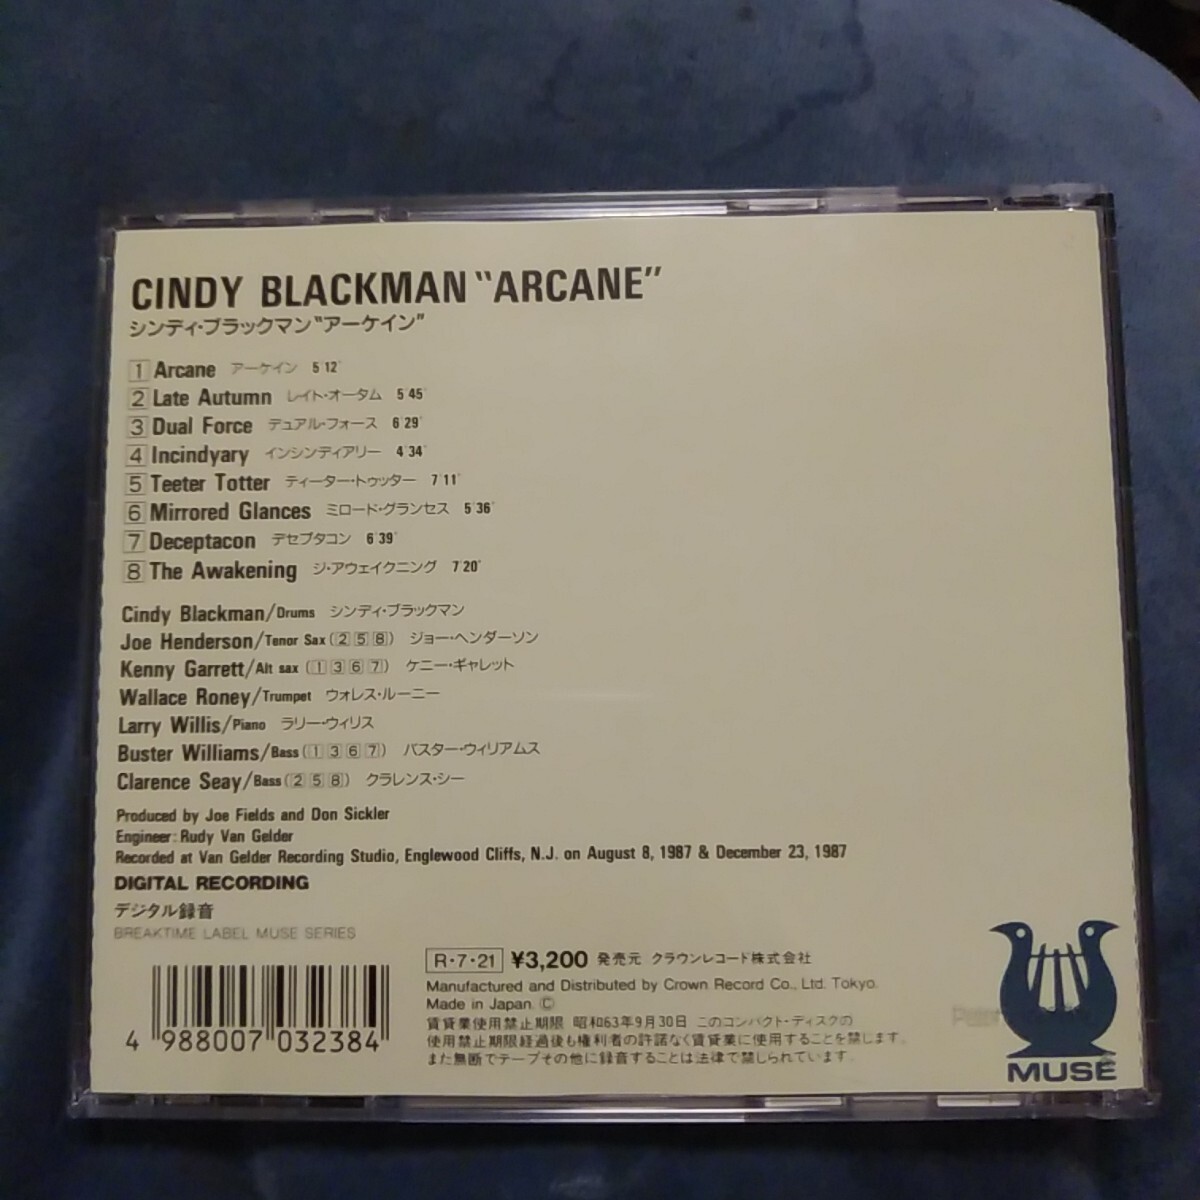 CINDY BLACKMAN "ARCANE"
シンディ・ブラックマン"アーケイン"
1 Arcane アーケイン 5'12"
2 Late Autumn レイト・オータム 5'45"
3 Dual Force デュアル・フォース 6'29"
4 Incindyary インシンディアリー 4'34"
5 Teeter Totter ティーター・トゥッター 7'11"
6 Mirrored Glances ミロード・グランセス 5'36"
7 Deceptacon デセプタコン 6'39"
8 The Awakening ジ・アウェイクニング 7'20"
Cindy Blackman/Drums シンディ・ブラックマン
Joe Henderson/Tenor Sax (2 5 8) ジョー・ヘンダーソン
Kenny Garrett/Alt sax (1 3 6 7) ケニー・ギャレット
Wallace Roney/Trumpet ウォレス・ルーニー
Larry Willis/Piano ラリー・ウィリス
Buster Williams/Bass (1 3 6 7) バスター・ウィリアムス
Clarence Seay/Bass (2 5 8) クラレンス・シー
Produced by Joe Fields and Don Sickler
Engineer: Rudy Van Gelder
Recorded at Van Gelder Recording Studio, Englewood Cliffs, N.J. on August 8, 1987 & December 23, 1987
DIGITAL RECORDING
デジタル録音
BREAKTIME LABEL MUSE SERIES
R・7・21 ¥3,200 発売元 クラウンレコード株式会社
Manufactured and Distributed by Crown Record Co., Ltd. Tokyo.
Made in Japan. ©
賃貸業使用禁止期限 昭和63年9月30日 このコンパクト・ディスクの
使用禁止期限経過後も権利者の許諾なく賃貸業に使用することを禁じます。
また無断でテープその他に録音することは法律で禁じられています。
4 988007 032384
MUSE